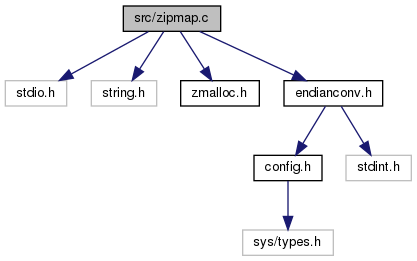 src/zipmap.c
stdio.h
string.h
zmalloc.h
endianconv.h
config.h
stdint.h
sys/types.h